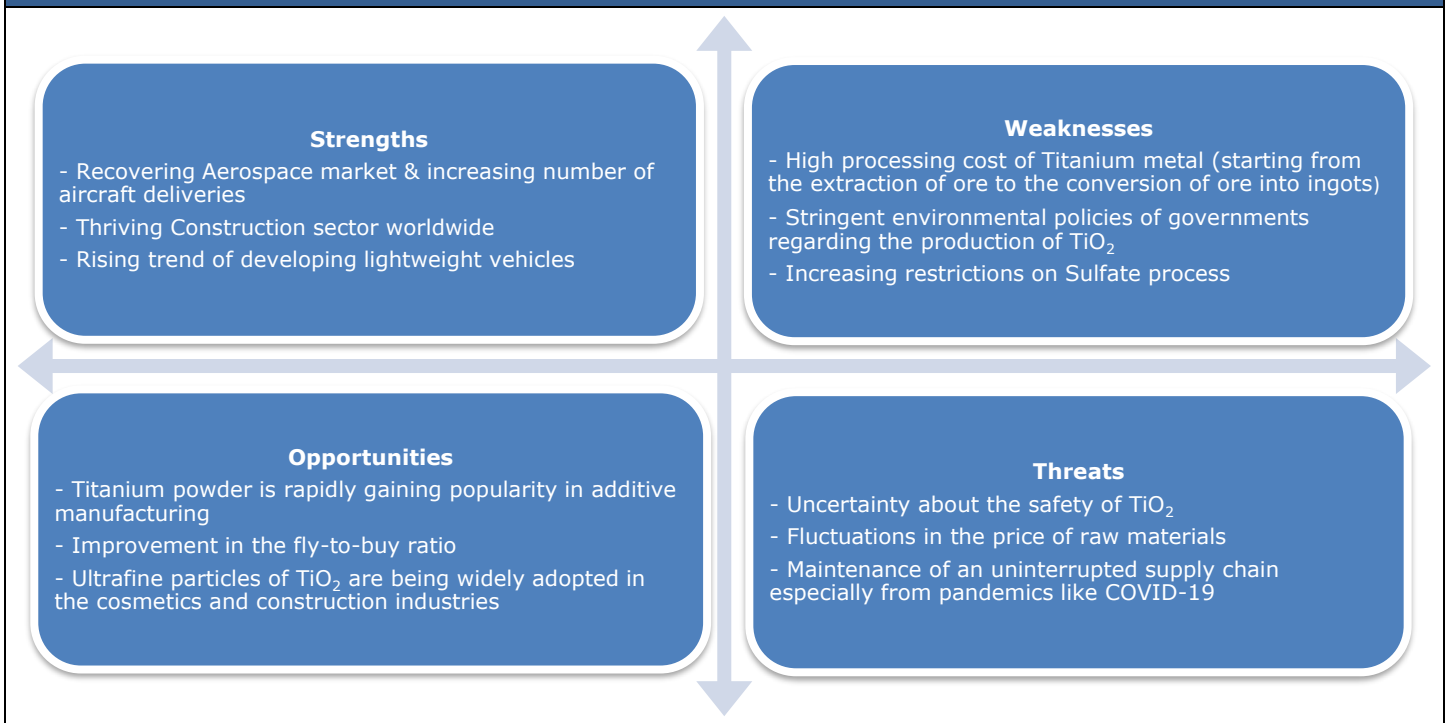 Strengths
- Recovering Aerospace market & increasing number of
aircraft deliveries
- Thriving Construction sector worldwide
- Rising trend of developing lightweight vehicles
Weaknesses
- High processing cost of Titanium metal (starting from
the extraction of ore to the conversion of ore into ingots)
- Stringent environmental policies of governments
regarding the production of TiO₂
- Increasing restrictions on Sulfate process
Opportunities
- Titanium powder is rapidly gaining popularity in additive
manufacturing
- Improvement in the fly-to-buy ratio
- Ultrafine particles of TiO₂ are being widely adopted in
the cosmetics and construction industries
Threats
- Uncertainty about the safety of TiO₂
- Fluctuations in the price of raw materials
- Maintenance of an uninterrupted supply chain
especially from pandemics like COVID-19